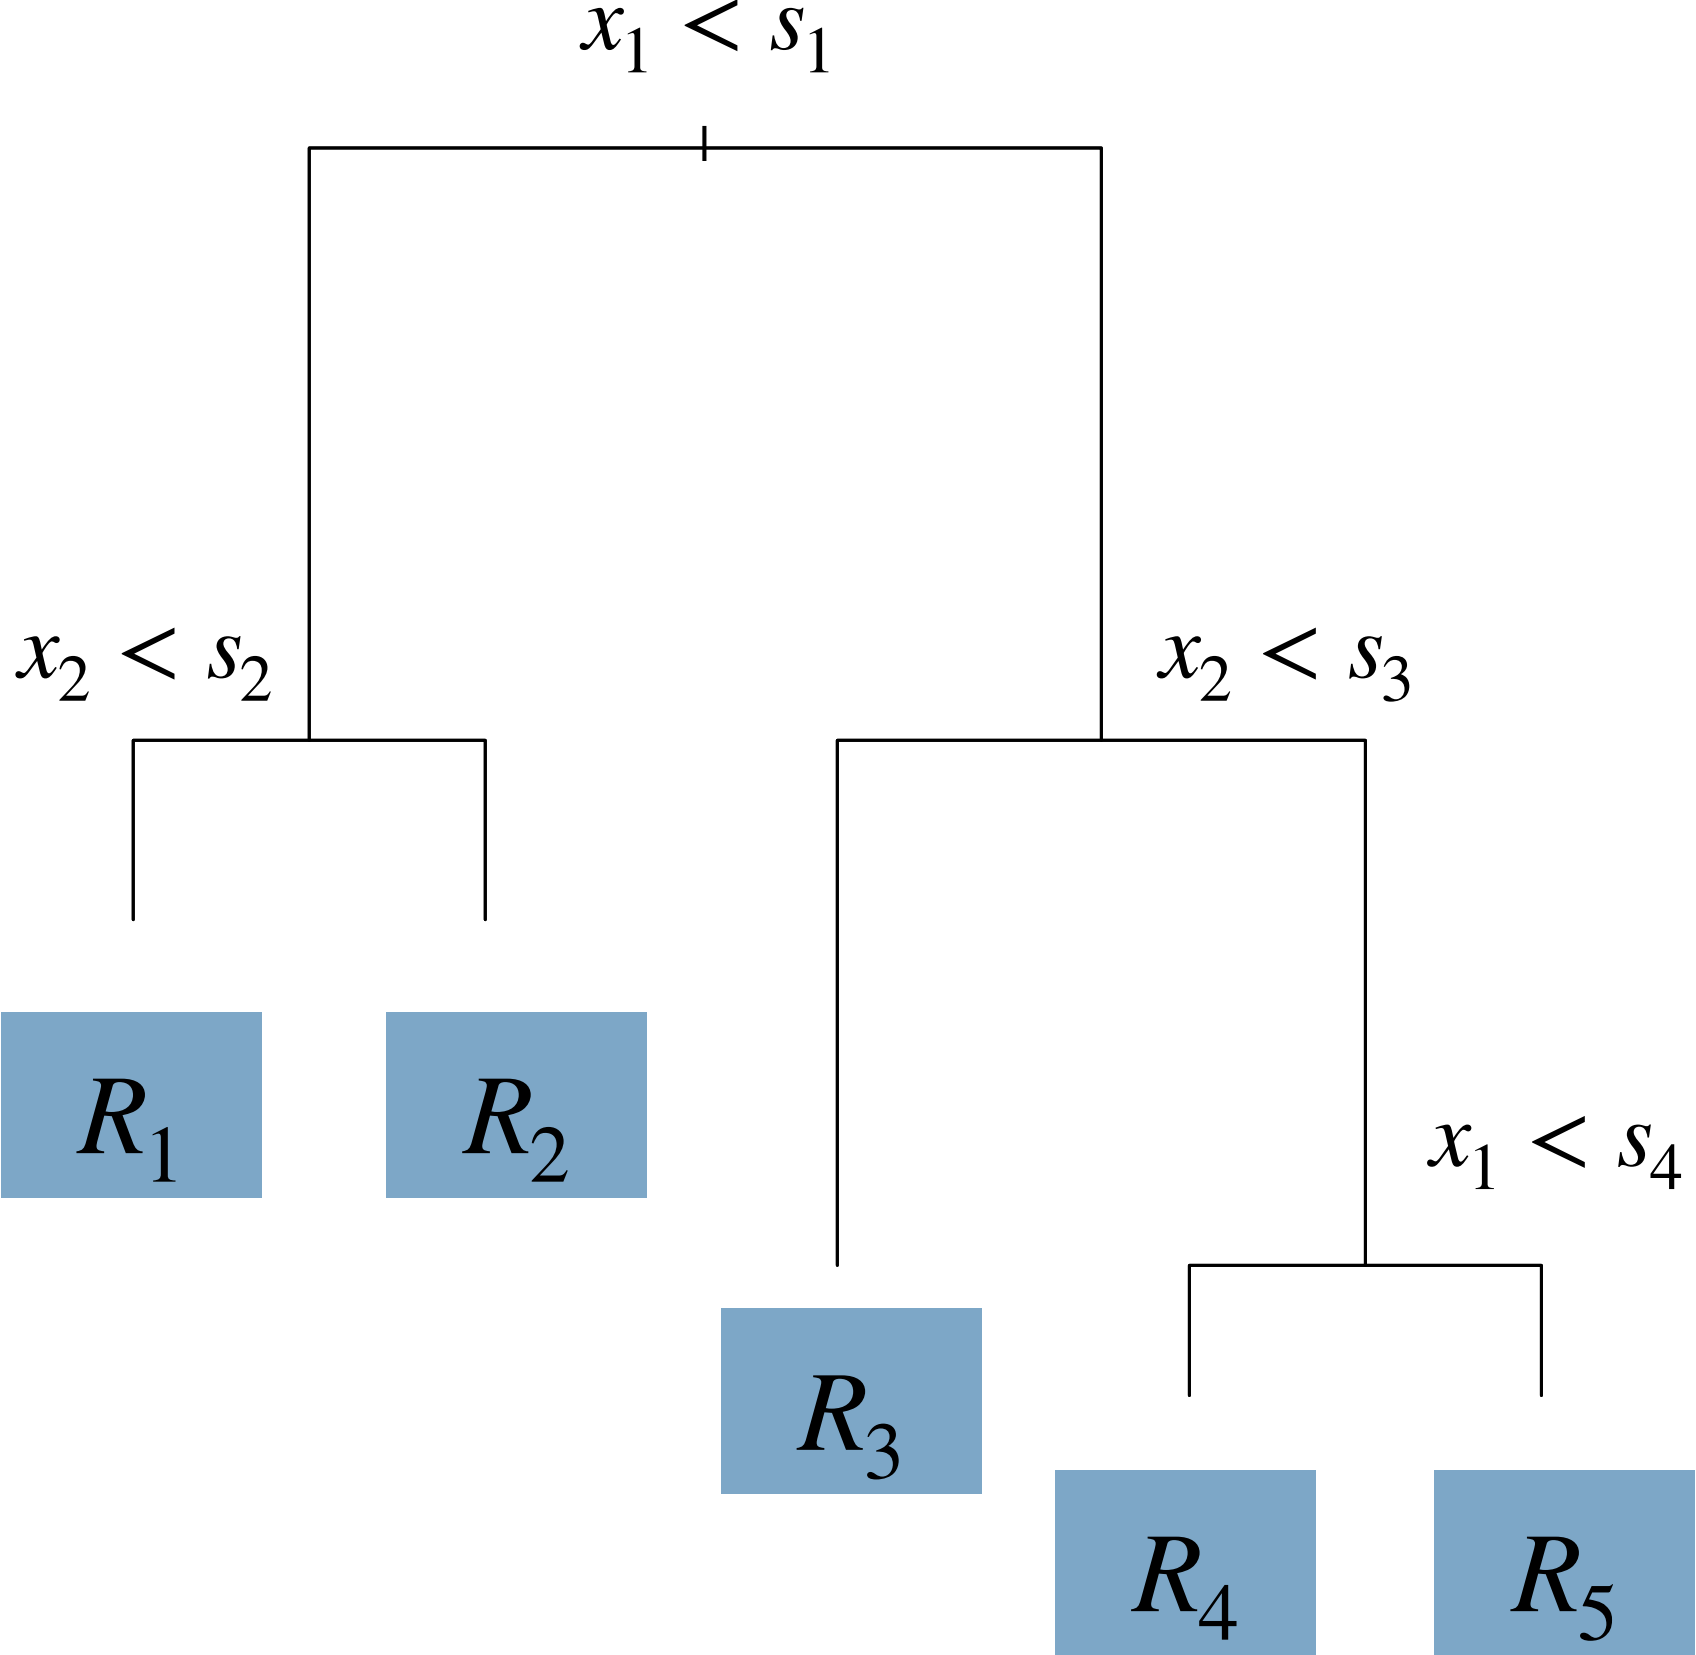 x₁ < s₁
x₂ < s₂
x₂ < s₃
R₁
R₂
x₁ < s₄
R₃
R₄
R₅